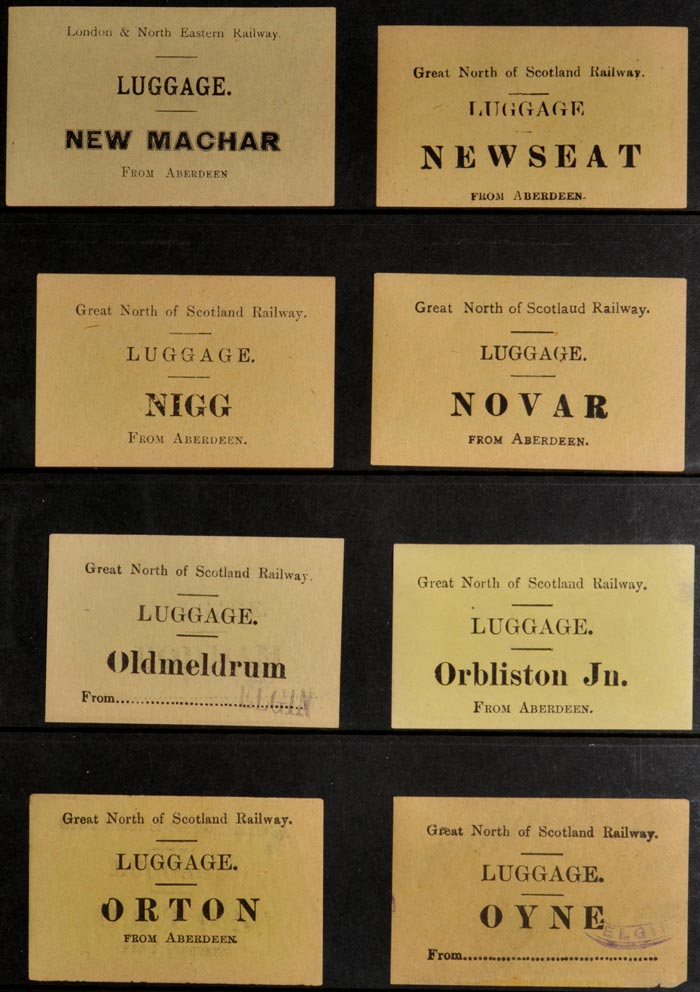 London & North Eastern Railway.
LUGGAGE.
NEW MACHAR
FROM ABERDEEN
Great North of Scotland Railway.
LUGGAGE
NEWSEAT
FROM ABERDEEN.
Great North of Scotland Railway.
LUGGAGE.
NIGG
FROM ABERDEEN.
Great North of Scotlaud Railway.
LUGGAGE.
NOVAR
FROM ABERDEEN.
Great North of Scotland Railway.
LUGGAGE.
Oldmeldrum
From..............................
Great North of Scotland Railway.
LUGGAGE.
Orbliston Jn.
FROM ABERDEEN.
Great North of Scotland Railway.
LUGGAGE.
ORTON
FROM ABERDEEN.
Great North of Scotland Railway.
LUGGAGE.
OYNE
ELGIN
From..............................